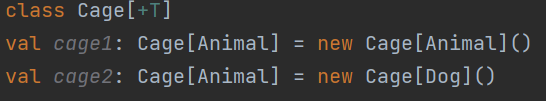 class Cage[+T]
val cage1: Cage[Animal] = new Cage[Animal]()
val cage2: Cage[Animal] = new Cage[Dog]()